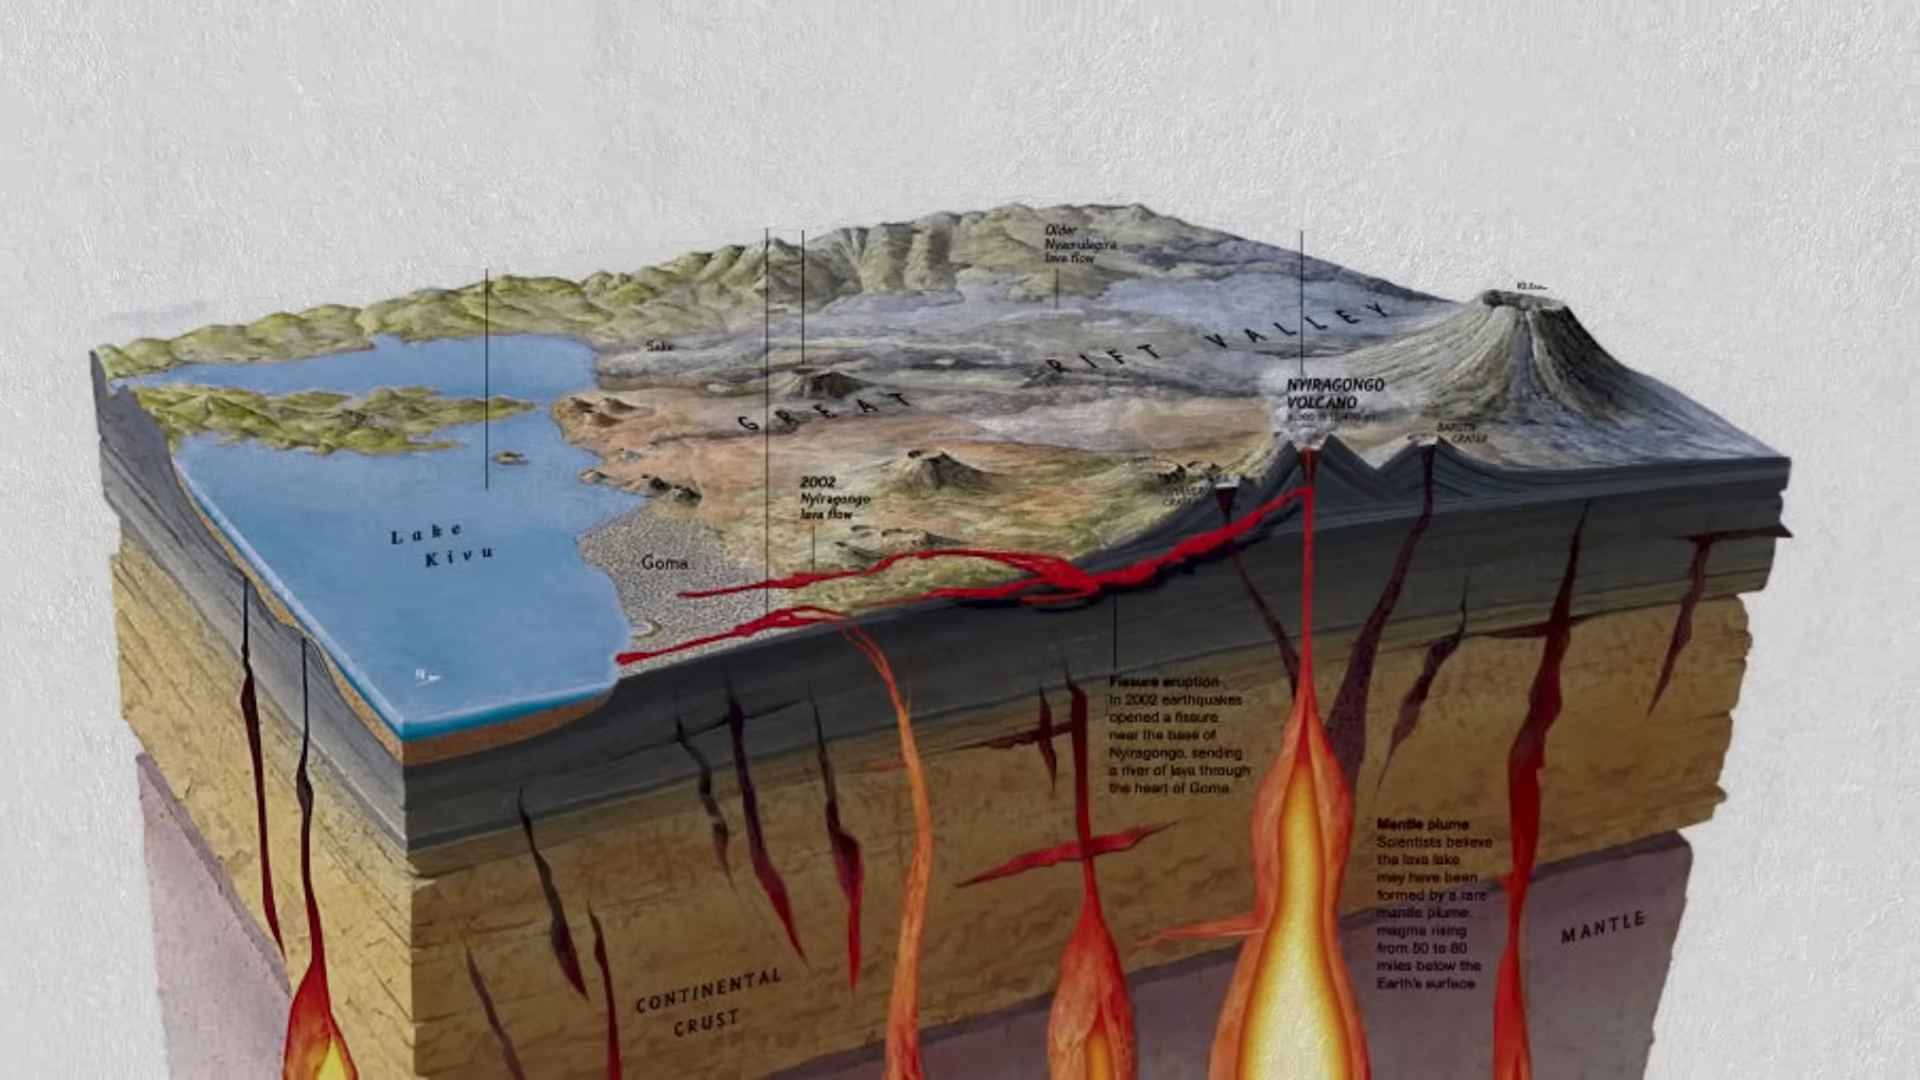 Older
Nyamulagira
lava flow
Sake
GREAT RIFT VALLEY
NYIRAGONGO
VOLCANO
BARUTA
CRATER
2002
Nyiragongo
lava flow
CRATER
Lake
Kivu
Goma
N
Fissure eruption
In 2002 earthquakes
opened a fissure
near the base of
Nyiragongo, sending
a river of lava through
the heart of Goma.
Mantle plume
Scientists believe
the lava lake
may have been
formed by a rare
mantle plume:
magma rising
from 50 to 80
miles below the
Earth's surface
MANTLE
CONTINENTAL
CRUST